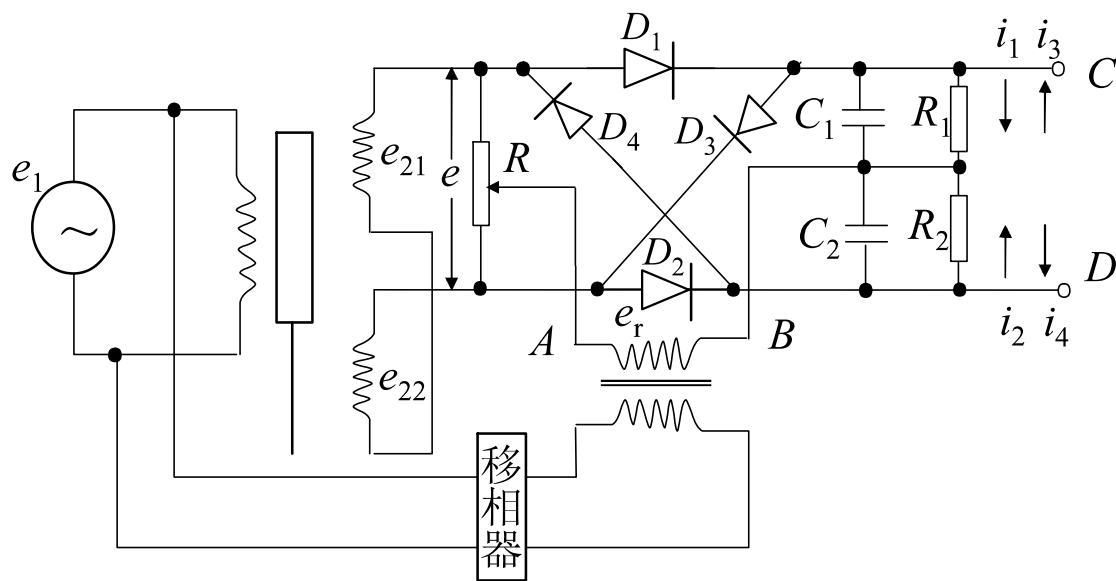 D₁
i₁ i₃
C
e₁
e₂₁
e
R
D₄
D₃
C₁
R₁
C₂
R₂
D₂
D
e₂₂
A
eᵣ
B
i₂ i₄
移相器